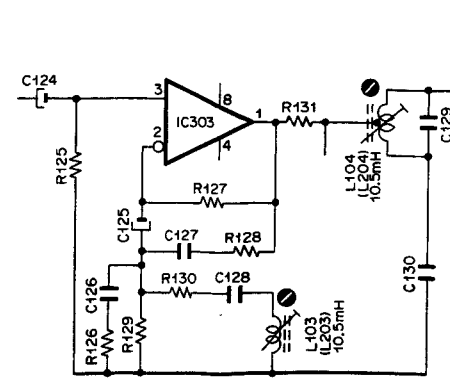 C124
3
8
IC303
1
2
4
R131
R125
L104
(L204)
10.5mH
C129
R127
C125
C127
R128
C126
R130
C128
C130
R126
R129
L103
(L203)
10.5mH